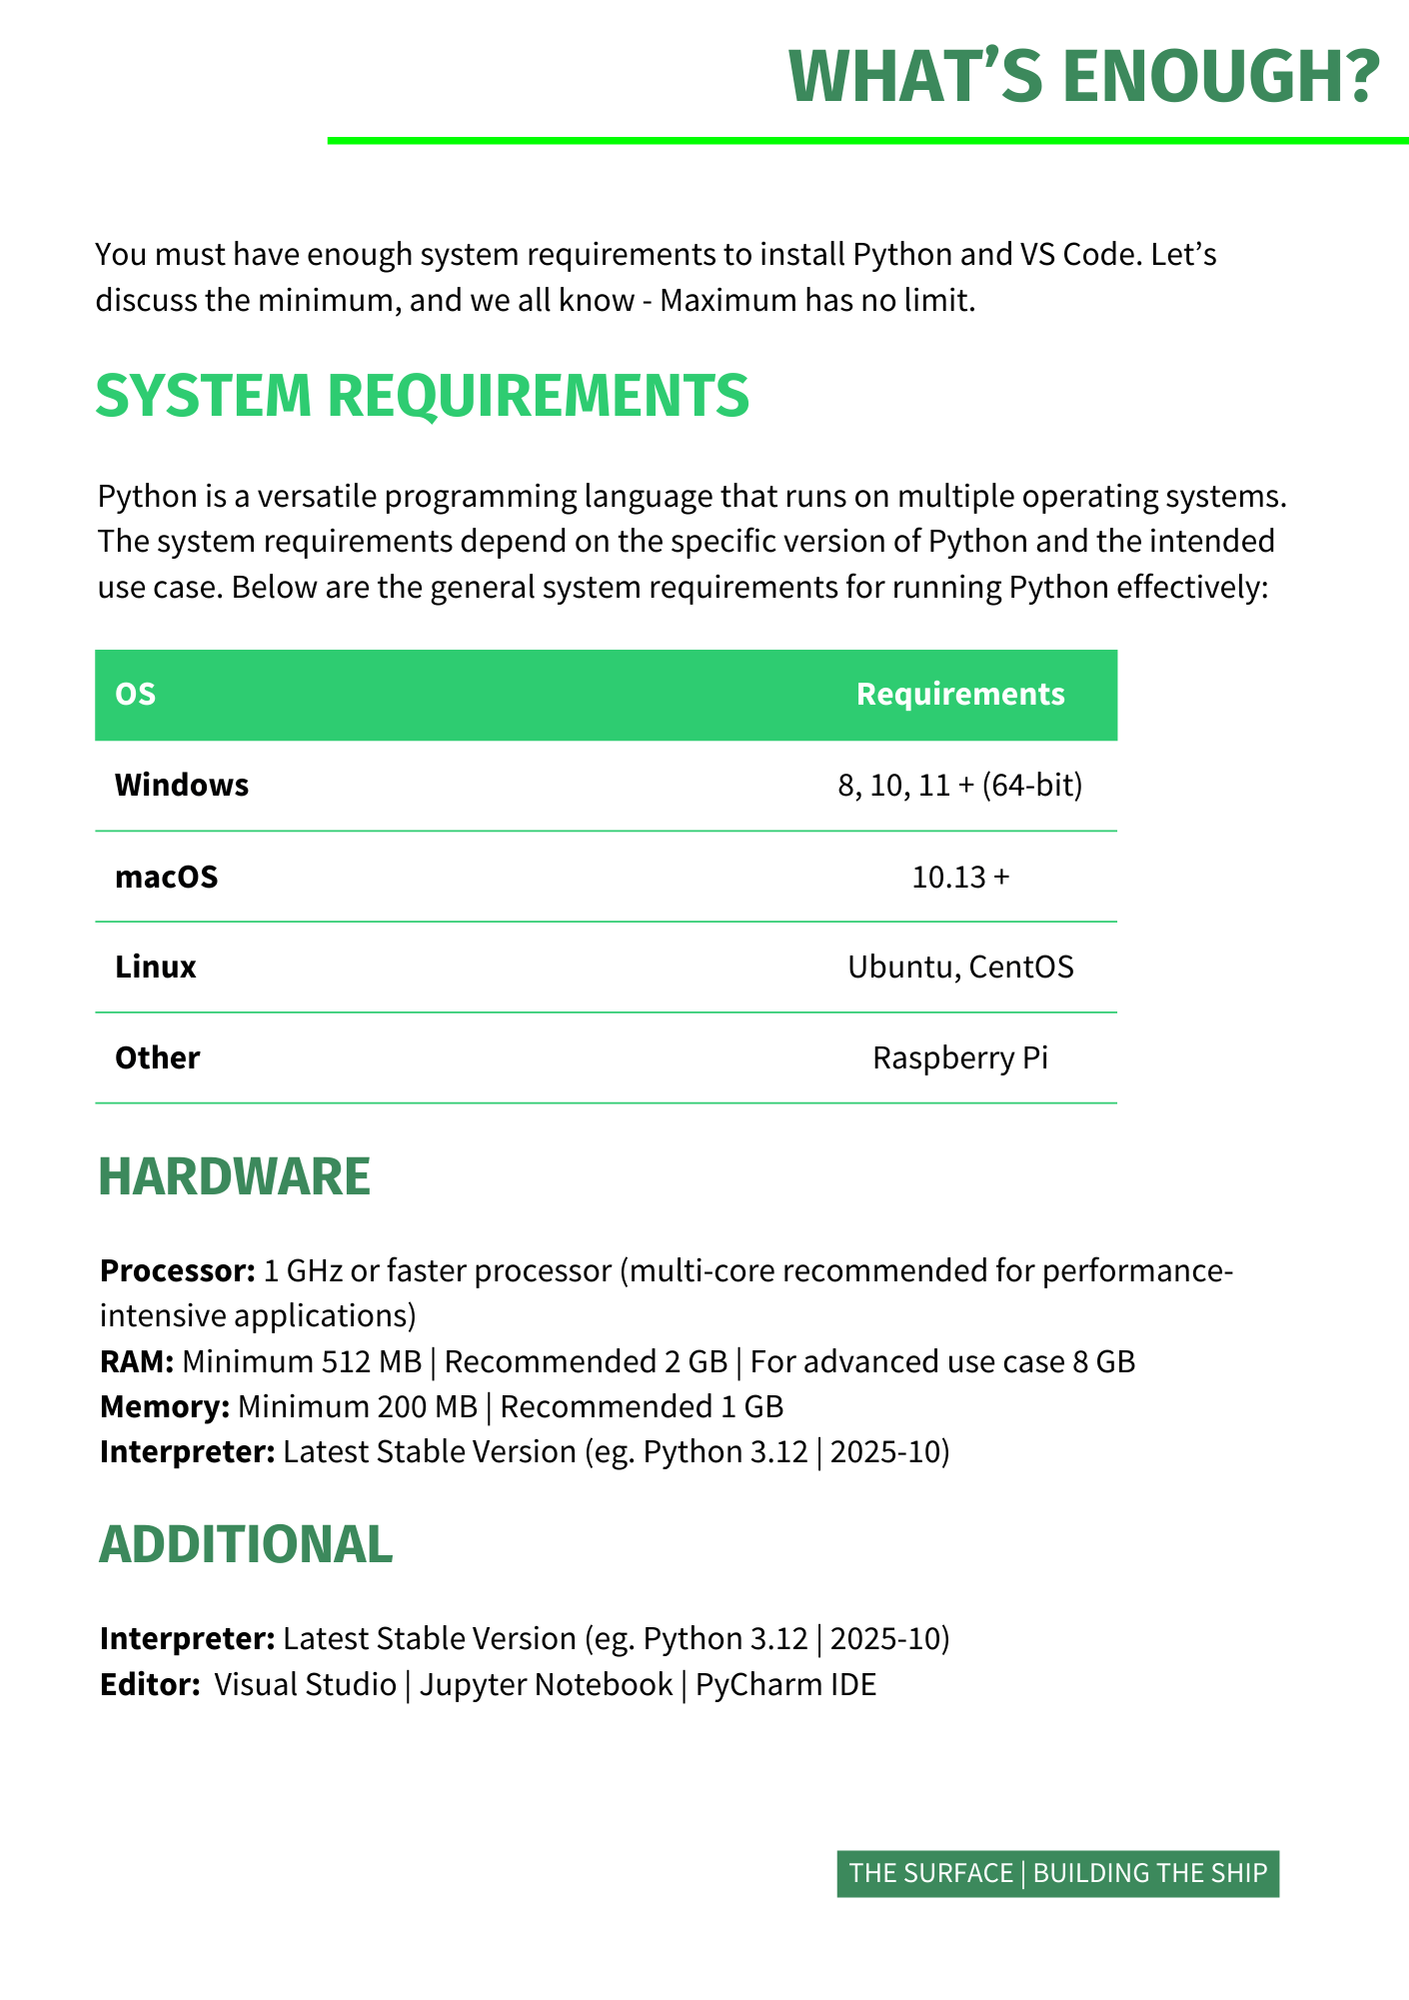 WHAT’S ENOUGH?
You must have enough system requirements to install Python and VS Code. Let’s
discuss the minimum, and we all know - Maximum has no limit.
SYSTEM REQUIREMENTS
Python is a versatile programming language that runs on multiple operating systems.
The system requirements depend on the specific version of Python and the intended
use case. Below are the general system requirements for running Python effectively:
OS Requirements
Windows 8, 10, 11 + (64-bit)
macOS 10.13 +
Linux Ubuntu, CentOS
Other Raspberry Pi
HARDWARE
Processor: 1 GHz or faster processor (multi-core recommended for performance-
intensive applications)
RAM: Minimum 512 MB | Recommended 2 GB | For advanced use case 8 GB
Memory: Minimum 200 MB | Recommended 1 GB
Interpreter: Latest Stable Version (eg. Python 3.12 | 2025-10)
ADDITIONAL
Interpreter: Latest Stable Version (eg. Python 3.12 | 2025-10)
Editor: Visual Studio | Jupyter Notebook | PyCharm IDE
THE SURFACE | BUILDING THE SHIP